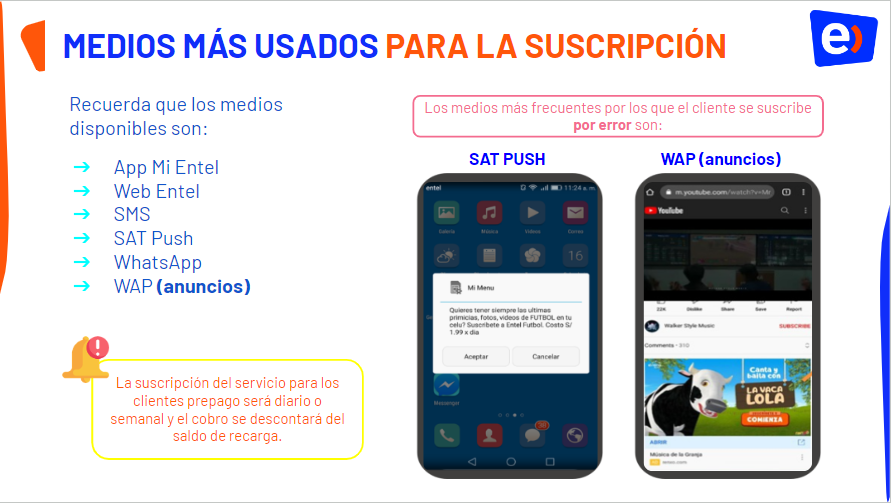 MEDIOS MÁS USADOS PARA LA SUSCRIPCIÓN
e)
Recuerda que los medios
disponibles son:
➔ App Mi Entel
➔ Web Entel
➔ SMS
➔ SAT Push
➔ WhatsApp
➔ WAP (anuncios)
La suscripción del servicio para los
clientes prepago será diario o
semanal y el cobro se descontará del
saldo de recarga.
Los medios más frecuentes por los que el cliente se suscribe
por error son:
SAT PUSH
entel
11:24 a.m
Galería
Música
Videos
Correo
16
Mi Menu
Quieres tener siempre las ultimas
primicias, fotos, videos de FUTBOL en tu
celu? Suscribete a Entel Futbol. Costo S/
1.99 x dia
Aceptar
Cancelar
Messenger
WAP (anuncios)
m.youtube.com/watch?v=Mr
YouTube
22K
Dislike
Share
Save
Report
Walker Style Music
SUBSCRIBE
Comments • 310
Canta y
baila con
LA VACA
LOLA
COMIENZA
ABRIR
Música de la Granja